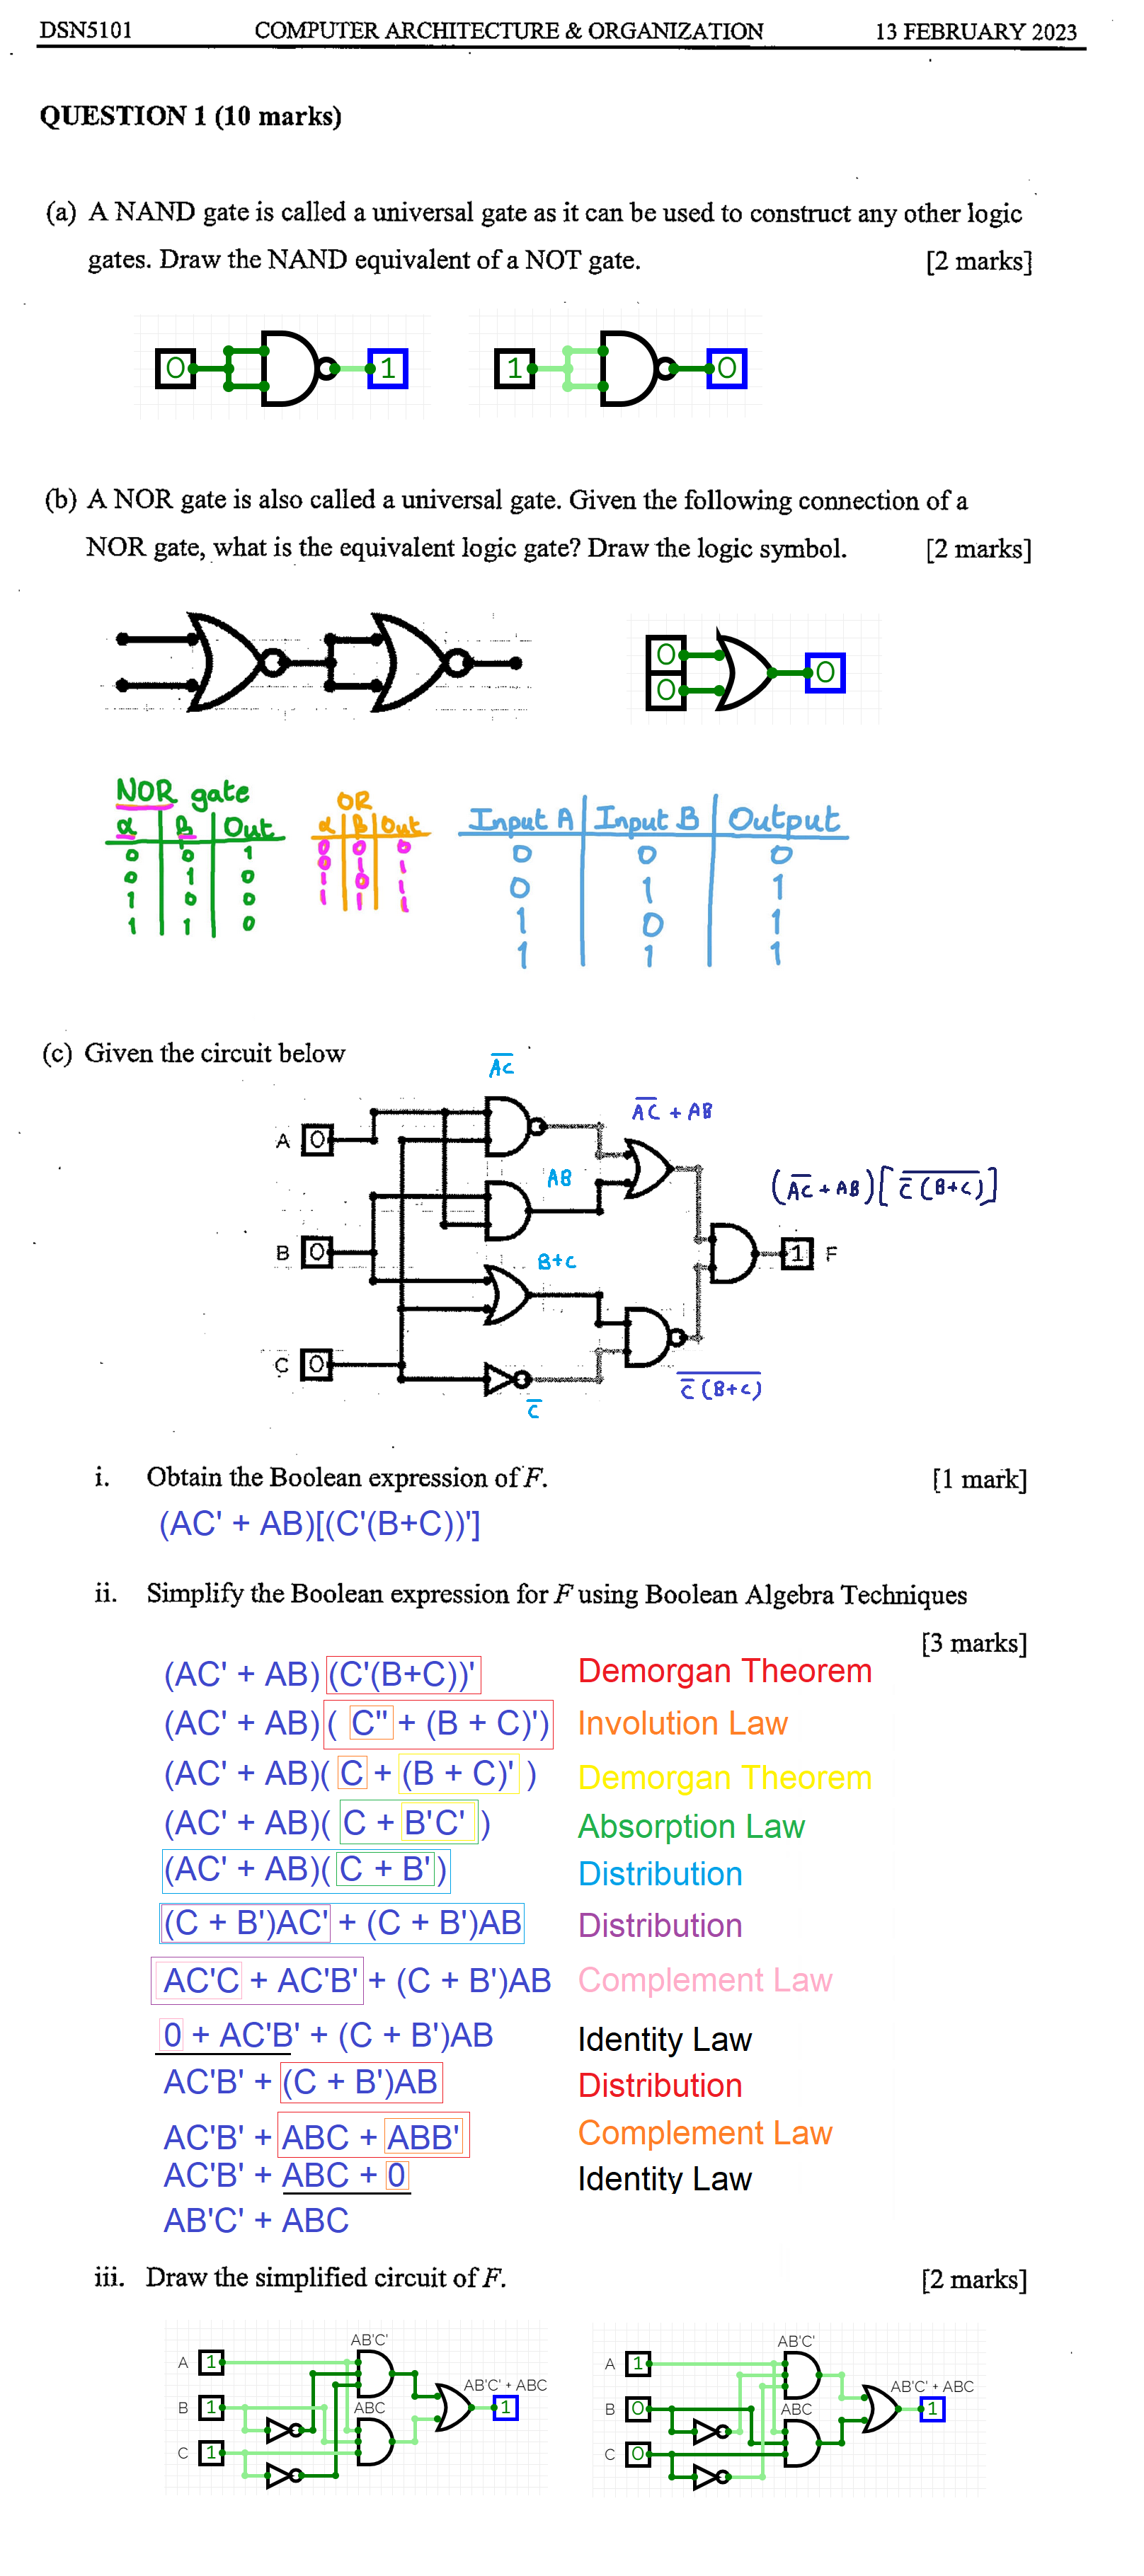 DSN5101 COMPUTER ARCHITECTURE & ORGANIZATION 13 FEBRUARY 2023
QUESTION 1 (10 marks)
(a) A NAND gate is called a universal gate as it can be used to construct any other logic
gates. Draw the NAND equivalent of a NOT gate. [2 marks]
0 1 1 0
(b) A NOR gate is also called a universal gate. Given the following connection of a
NOR gate, what is the equivalent logic gate? Draw the logic symbol. [2 marks]
0 0
0
NOR gate
α β Out
0 0 1
0 1 0
1 0 0
1 1 0
OR
α β Out
0 0 0
0 1 1
1 0 1
1 1 1
Input A Input B Output
0 0 0
0 1 1
1 0 1
1 1 1
(c) Given the circuit below
A̅C̅
A̅C̅ + AB
A 0
AB
(A̅C̅ + AB)[C̅(B+C)]
B 0
B+C
1 F
C 0
C̅(B+C)
C̅
i. Obtain the Boolean expression of F. [1 mark]
(AC' + AB)[(C'(B+C))']
ii. Simplify the Boolean expression for F using Boolean Algebra Techniques
[3 marks]
(AC' + AB) (C'(B+C))' Demorgan Theorem
(AC' + AB)( C" + (B + C)') Involution Law
(AC' + AB)( C + (B + C)' ) Demorgan Theorem
(AC' + AB)( C + B'C' ) Absorption Law
(AC' + AB)( C + B') Distribution
(C + B')AC' + (C + B')AB Distribution
AC'C + AC'B' + (C + B')AB Complement Law
0 + AC'B' + (C + B')AB Identity Law
AC'B' + (C + B')AB Distribution
AC'B' + ABC + ABB' Complement Law
AC'B' + ABC + 0 Identity Law
AB'C' + ABC
iii. Draw the simplified circuit of F. [2 marks]
AB'C'
A 1
AB'C' + ABC
B 1
ABC
1
C 1
AB'C'
A 1
AB'C' + ABC
B 0
ABC
1
C 0